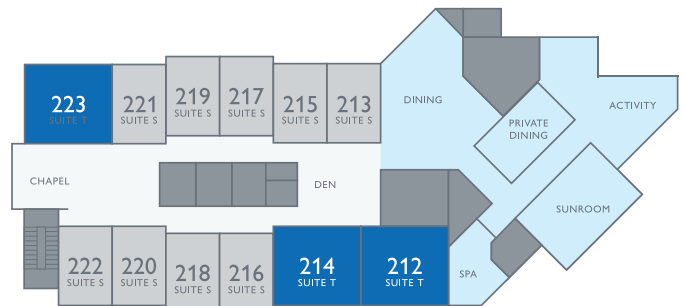 223
SUITE T
221
SUITE S
219
SUITE S
217
SUITE S
215
SUITE S
213
SUITE S
DINING
PRIVATE
DINING
ACTIVITY
CHAPEL
DEN
SUNROOM
222
SUITE S
220
SUITE S
218
SUITE S
216
SUITE S
214
SUITE T
212
SUITE T
SPA